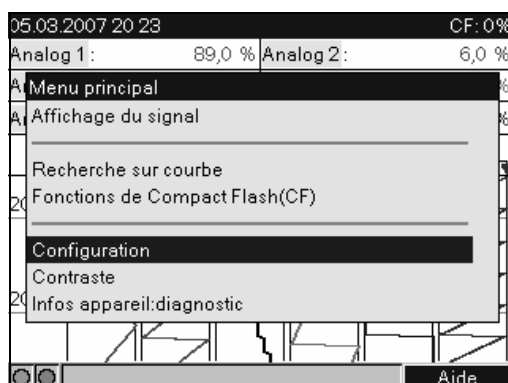 05.03.2007 20 23 CF: 0%
Analog 1: 89,0 % Analog 2: 6,0 %
Menu principal
Affichage du signal
Recherche sur courbe
Fonctions de Compact Flash(CF)
Configuration
Contraste
Infos appareil:diagnostic
Aide